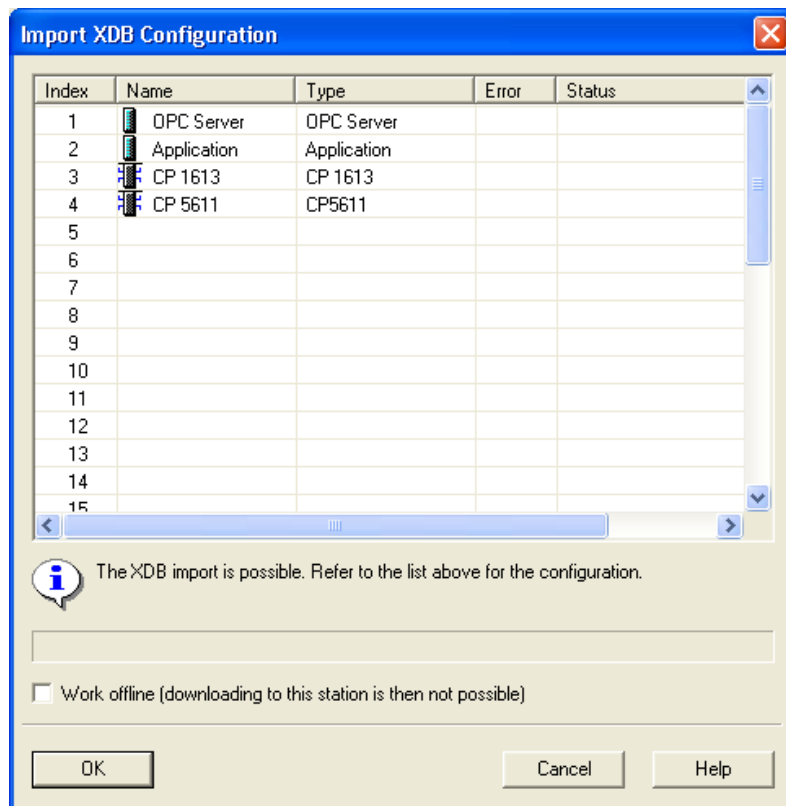 Import XDB Configuration
Index Name Type Error Status
1 OPC Server OPC Server
2 Application Application
3 CP 1613 CP 1613
4 CP 5611 CP5611
5
6
7
8
9
10
11
12
13
14
15
The XDB import is possible. Refer to the list above for the configuration.
Work offline (downloading to this station is then not possible)
OK Cancel Help